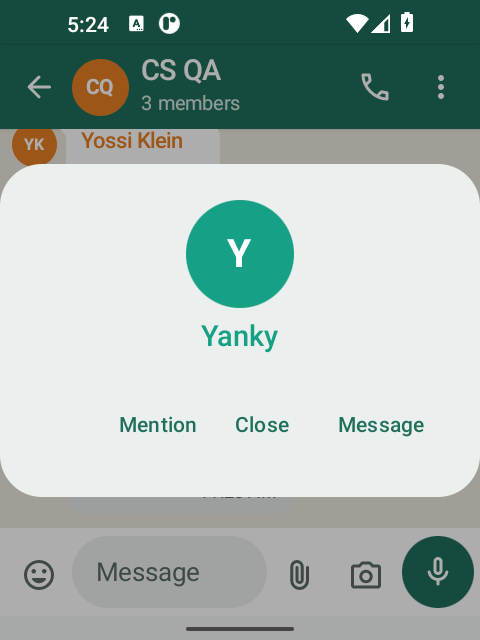 5:24 A
CQ CS QA
3 members
YK Yossi Klein
Y
Yanky
Mention Close Message
Message